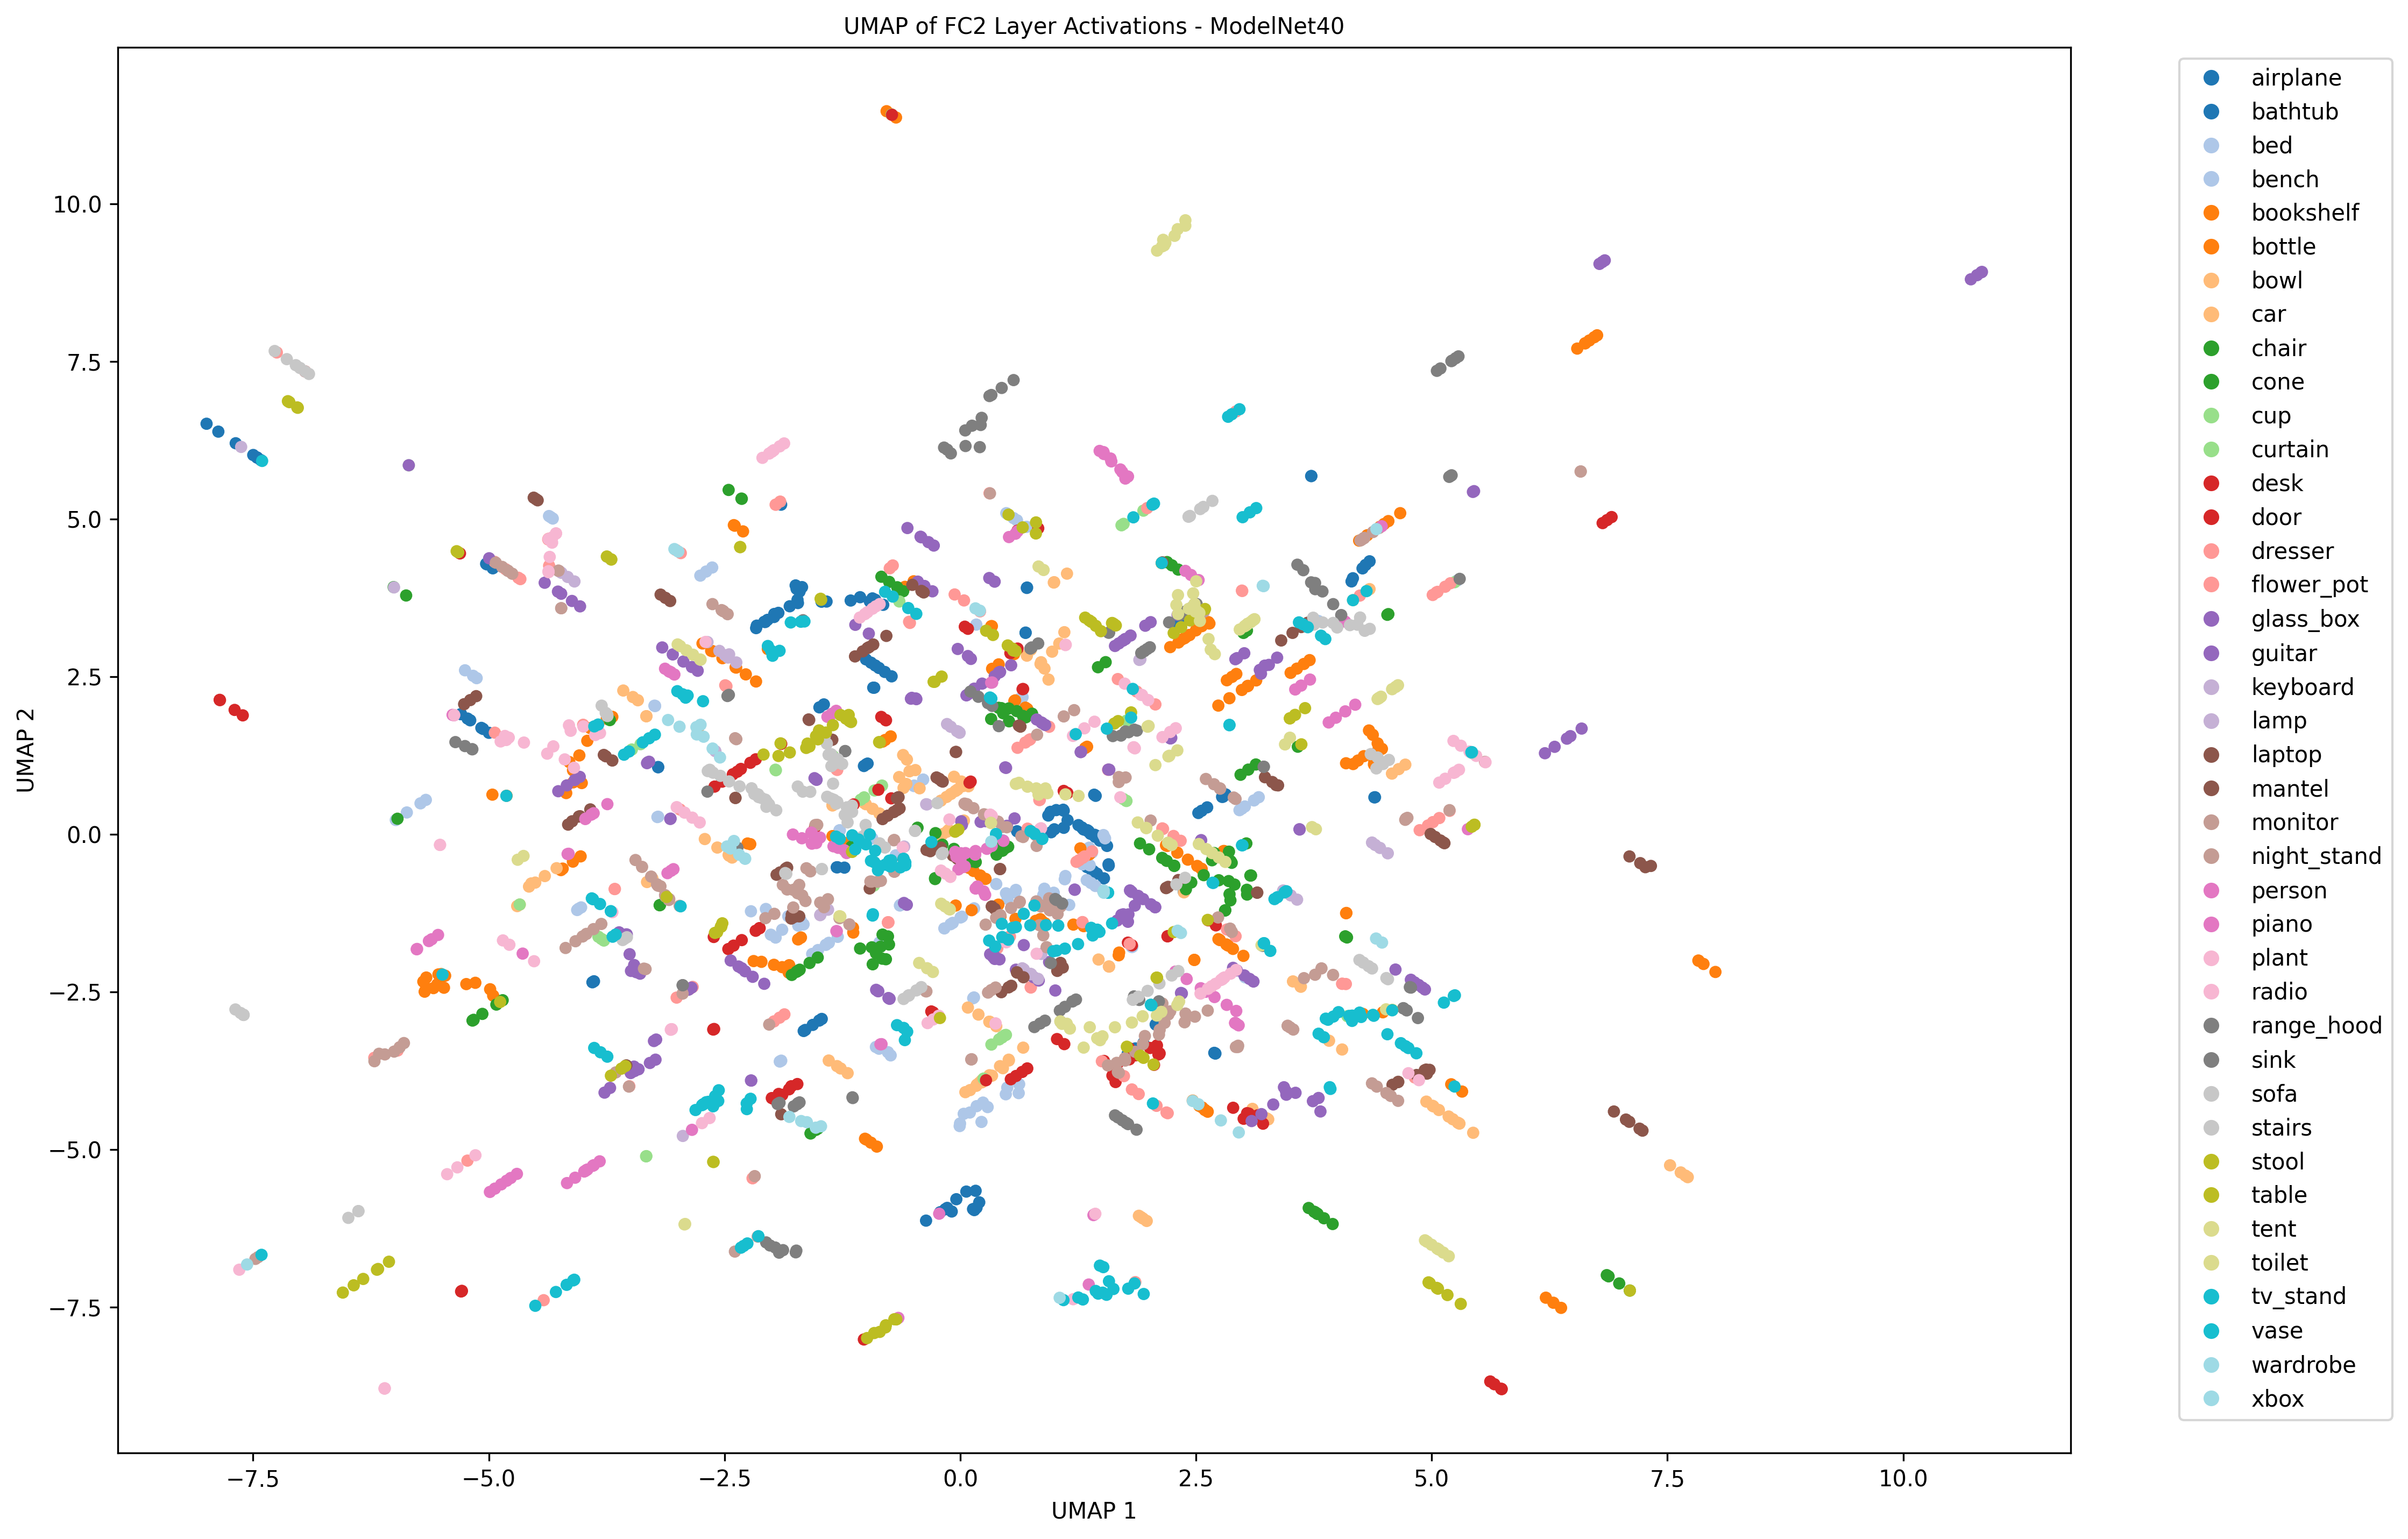 UMAP of FC2 Layer Activations - ModelNet40
10.0
7.5
5.0
2.5
0.0
−2.5
−5.0
−7.5
UMAP 2
−7.5
−5.0
−2.5
0.0
2.5
5.0
7.5
10.0
UMAP 1
airplane
bathtub
bed
bench
bookshelf
bottle
bowl
car
chair
cone
cup
curtain
desk
door
dresser
flower_pot
glass_box
guitar
keyboard
lamp
laptop
mantel
monitor
night_stand
person
piano
plant
radio
range_hood
sink
sofa
stairs
stool
table
tent
toilet
tv_stand
vase
wardrobe
xbox